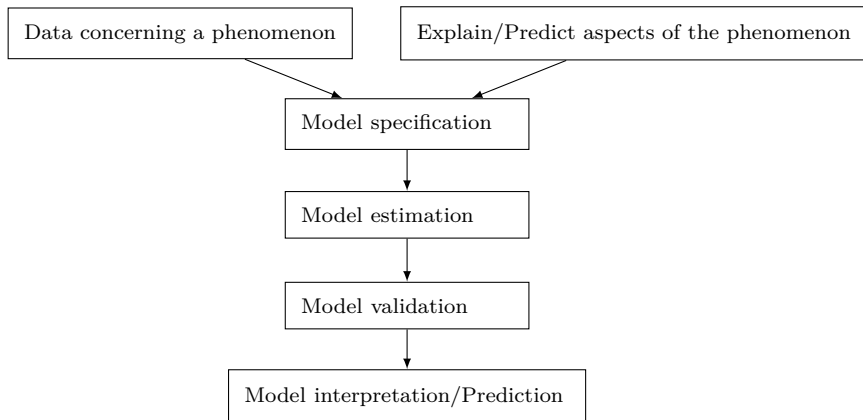 Data concerning a phenomenon
Explain/Predict aspects of the phenomenon
Model specification
Model estimation
Model validation
Model interpretation/Prediction